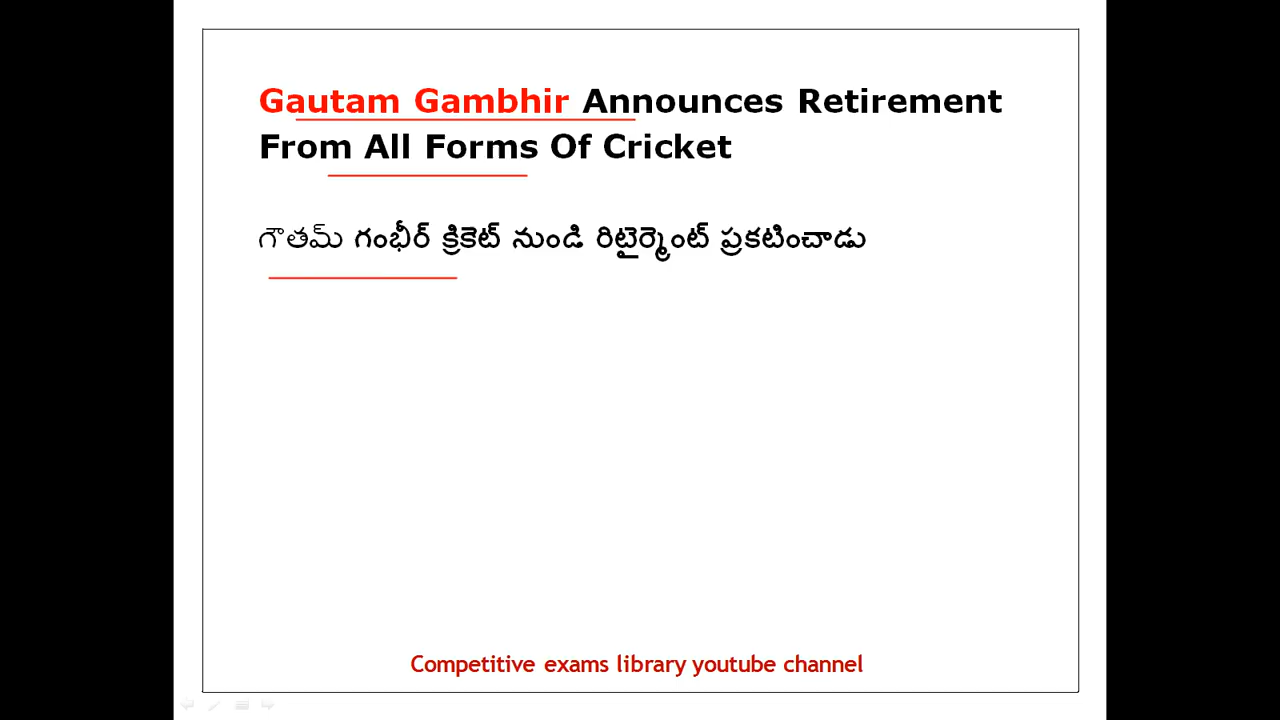 Gautam Gambhir Announces Retirement
From All Forms Of Cricket
గౌతమ్ గంభీర్ క్రికెట్ నుండి రిటైర్మెంట్ ప్రకటించాడు
Competitive exams library youtube channel